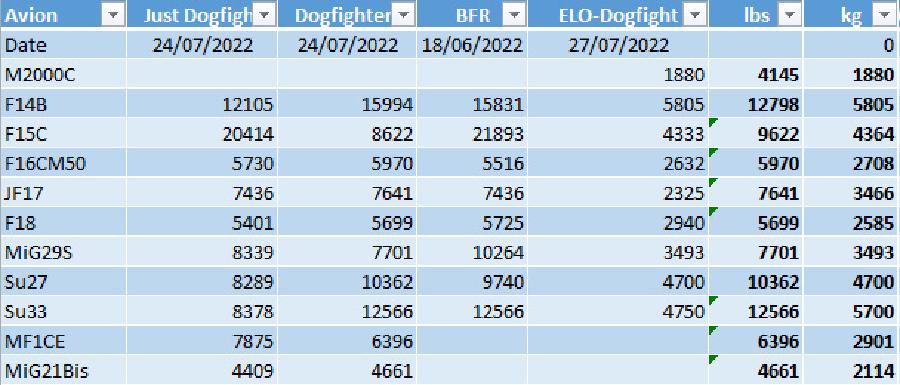 Avion Just Dogfigh Dogfighter BFR ELO-Dogfight lbs kg
Date 24/07/2022 24/07/2022 18/06/2022 27/07/2022 0
M2000C 1880 4145 1880
F14B 12105 15994 15831 5805 12798 5805
F15C 20414 8622 21893 4333 9622 4364
F16CM50 5730 5970 5516 2632 5970 2708
JF17 7436 7641 7436 2325 7641 3466
F18 5401 5699 5725 2940 5699 2585
MiG29S 8339 7701 10264 3493 7701 3493
Su27 8289 10362 9740 4700 10362 4700
Su33 8378 12566 12566 4750 12566 5700
MF1CE 7875 6396 6396 2901
MiG21Bis 4409 4661 4661 2114